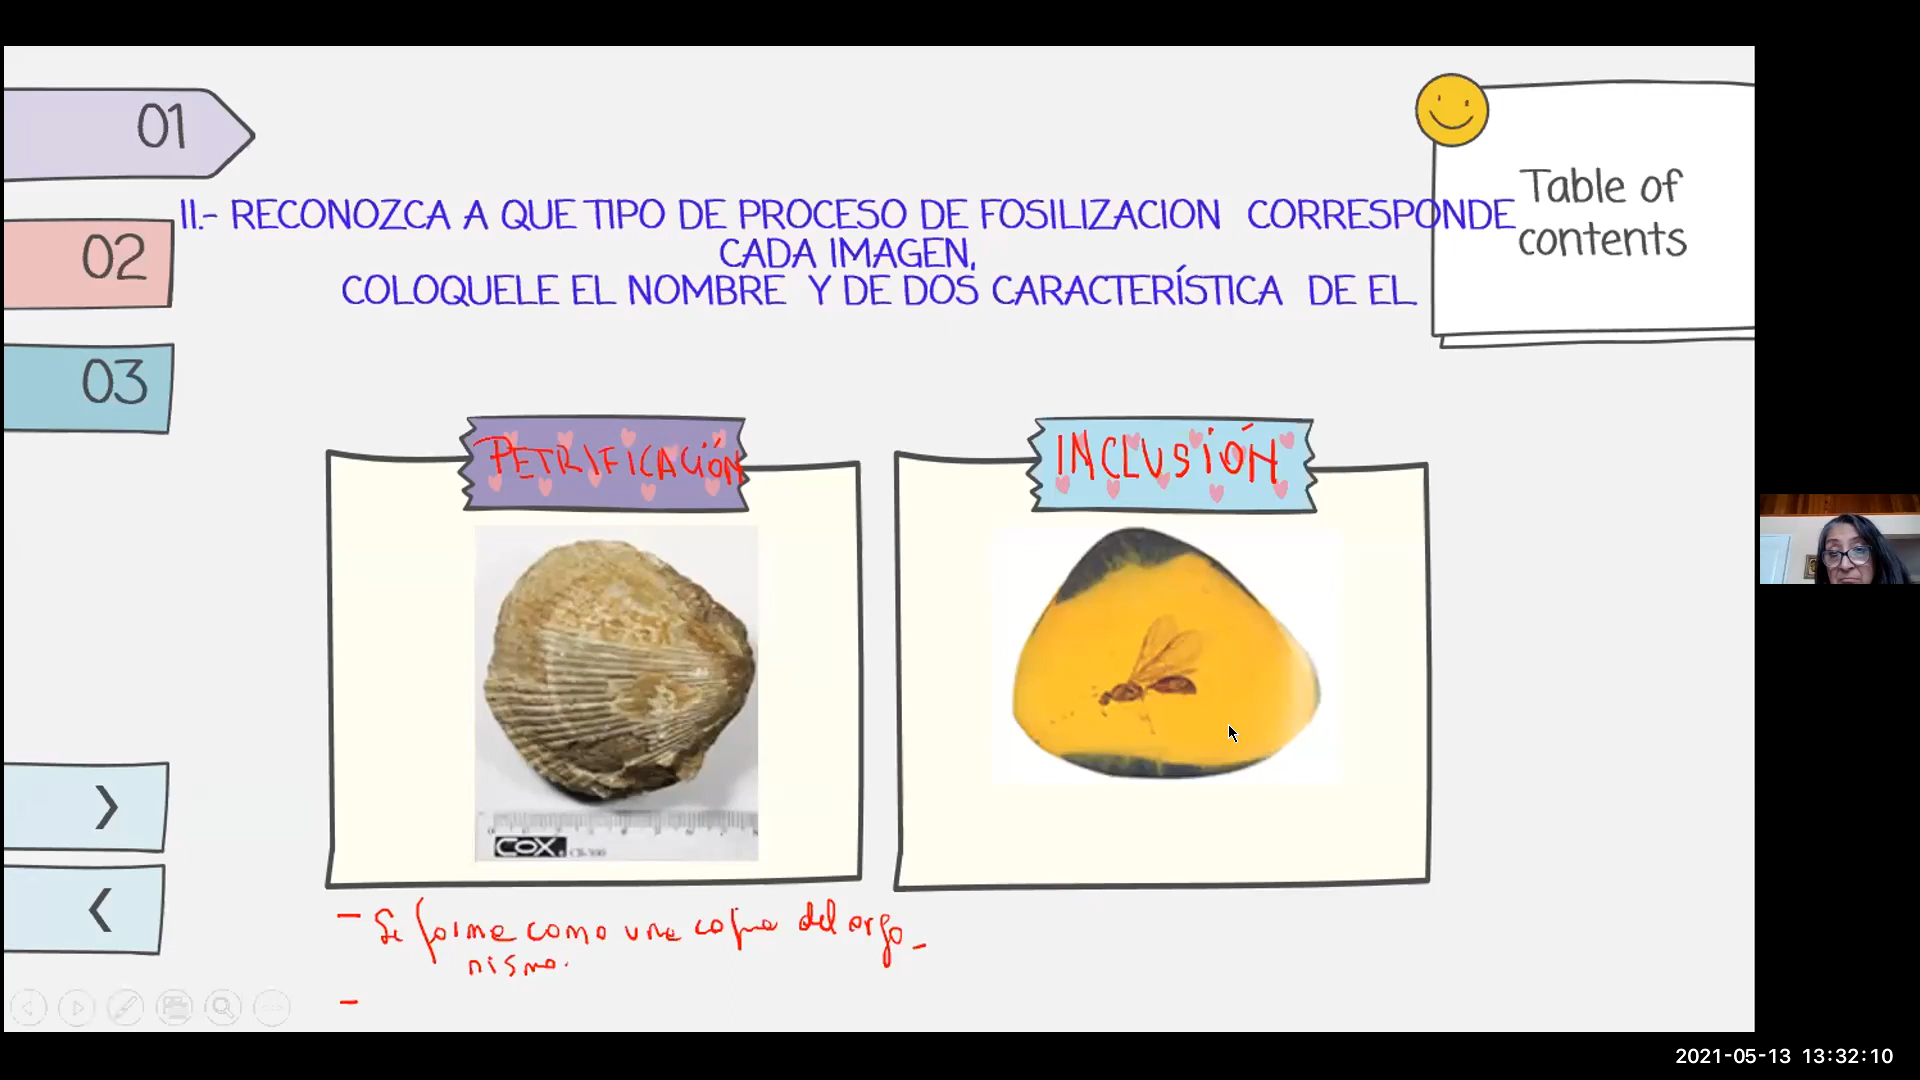 01
02
03
II.- RECONOZCA A QUE TIPO DE PROCESO DE FOSILIZACION CORRESPONDE
CADA IMAGEN,
COLOQUELE EL NOMBRE Y DE DOS CARACTERÍSTICA DE EL.
Table of
contents
PETRIFICACIÓN
INCLUSIÓN
COX
- Se forma como una copia del orga -
nismo.
-
2021-05-13 13:32:10